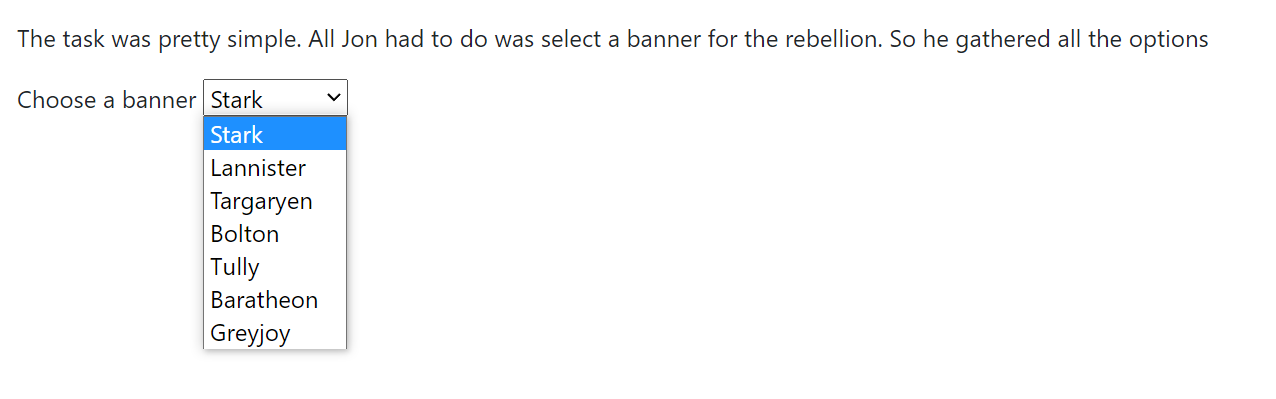 The task was pretty simple. All Jon had to do was select a banner for the rebellion. So he gathered all the options
Choose a banner Stark
Stark
Lannister
Targaryen
Bolton
Tully
Baratheon
Greyjoy